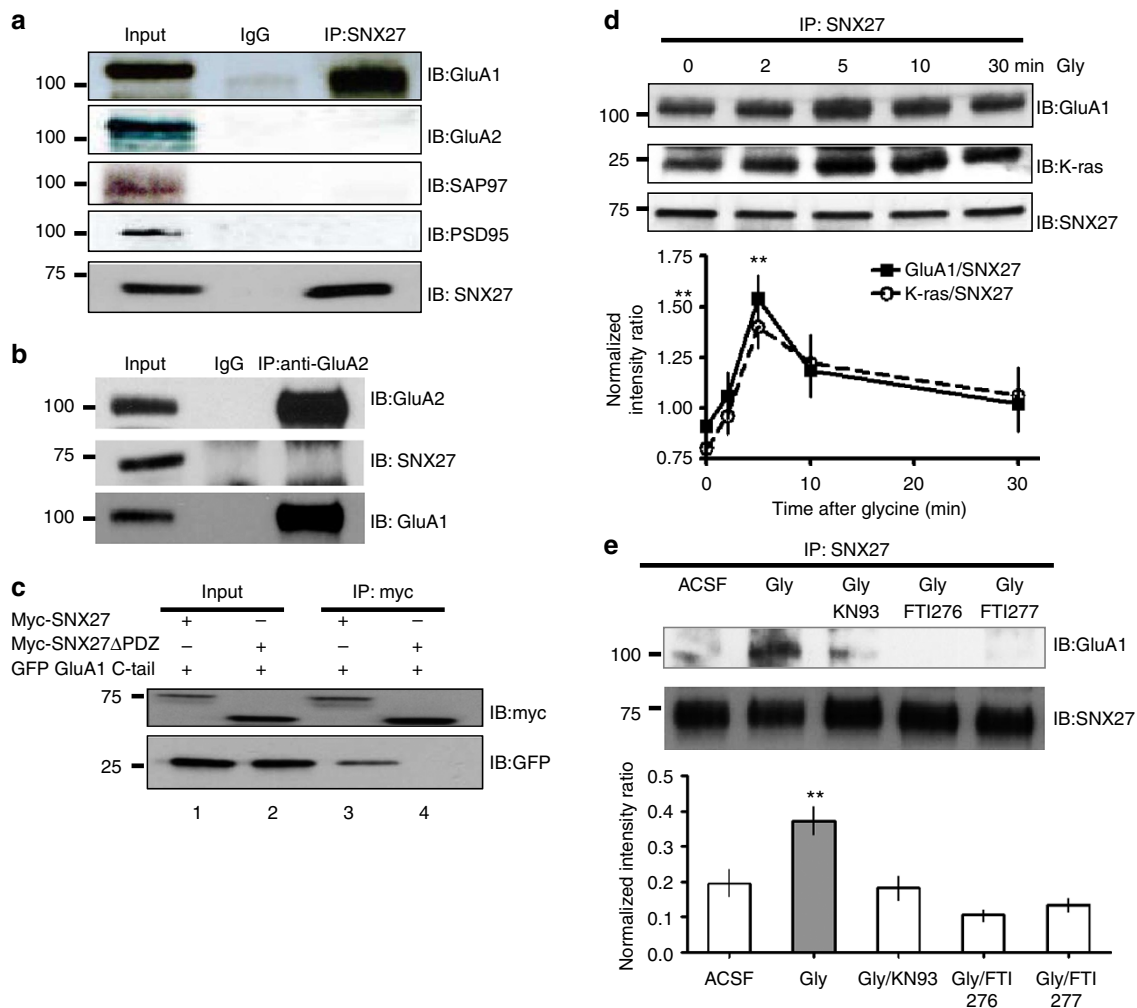 a
Input IgG IP:SNX27
100 IB:GluA1
100 IB:GluA2
100 IB:SAP97
100 IB:PSD95
75 IB: SNX27
b
Input IgG IP:anti-GluA2
100 IB:GluA2
75 IB: SNX27
100 IB: GluA1
c
Input IP: myc
Myc-SNX27 + – + –
Myc-SNX27ΔPDZ – + – +
GFP GluA1 C-tail + + + +
75 IB:myc
25 IB:GFP
1 2 3 4
d
IP: SNX27
0 2 5 10 30 min Gly
100 IB:GluA1
25 IB:K-ras
75 IB:SNX27
Normalized
intensity ratio
1.75
1.50
1.25
1.00
0.75
**
**
GluA1/SNX27
K-ras/SNX27
0 10 20 30
Time after glycine (min)
e
IP: SNX27
ACSF Gly Gly Gly Gly
KN93 FTI276 FTI277
100 IB:GluA1
75 IB:SNX27
Normalized intensity ratio
0.5
0.4
0.3
0.2
0.1
0.0
**
ACSF Gly Gly/KN93 Gly/FTI Gly/FTI
276 277